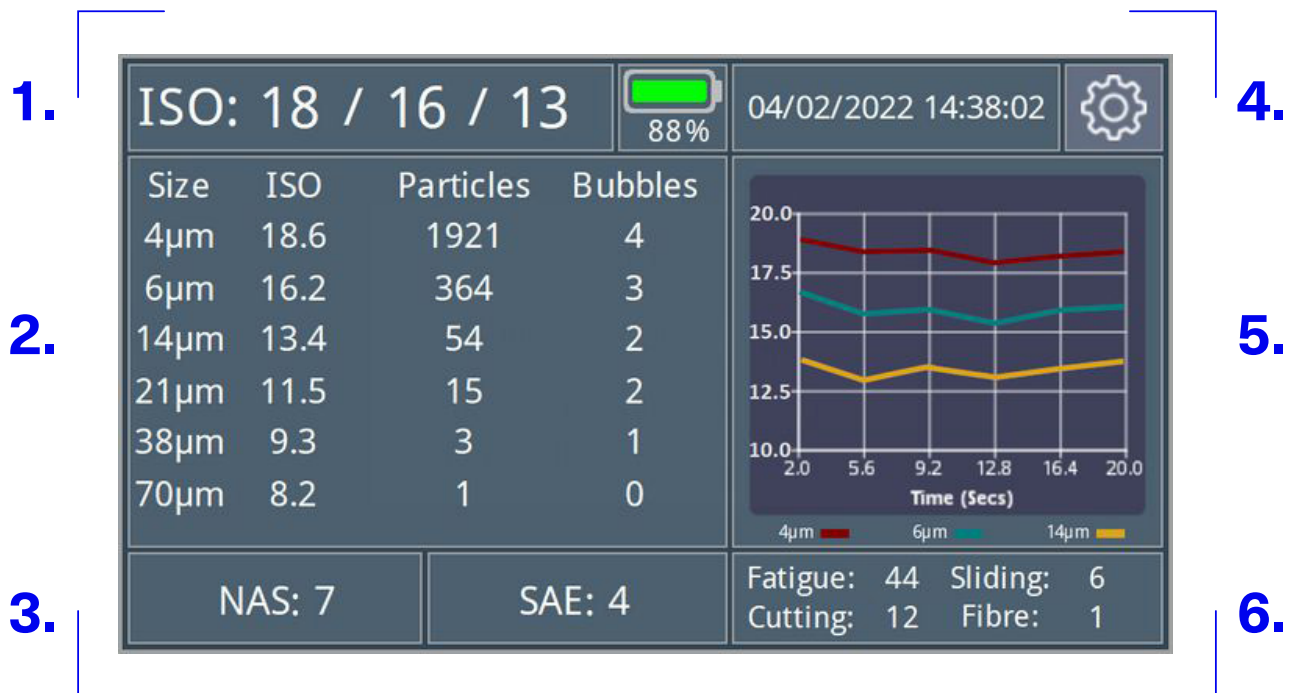 1.
ISO: 18 / 16 / 13
88%
04/02/2022 14:38:02
4.
2.
Size ISO Particles Bubbles
4µm 18.6 1921 4
6µm 16.2 364 3
14µm 13.4 54 2
21µm 11.5 15 2
38µm 9.3 3 1
70µm 8.2 1 0
5.
20.0
17.5
15.0
12.5
10.0
2.0 5.6 9.2 12.8 16.4 20.0
Time (Secs)
4µm 6µm 14µm
3.
NAS: 7
SAE: 4
Fatigue: 44 Sliding: 6
Cutting: 12 Fibre: 1
6.